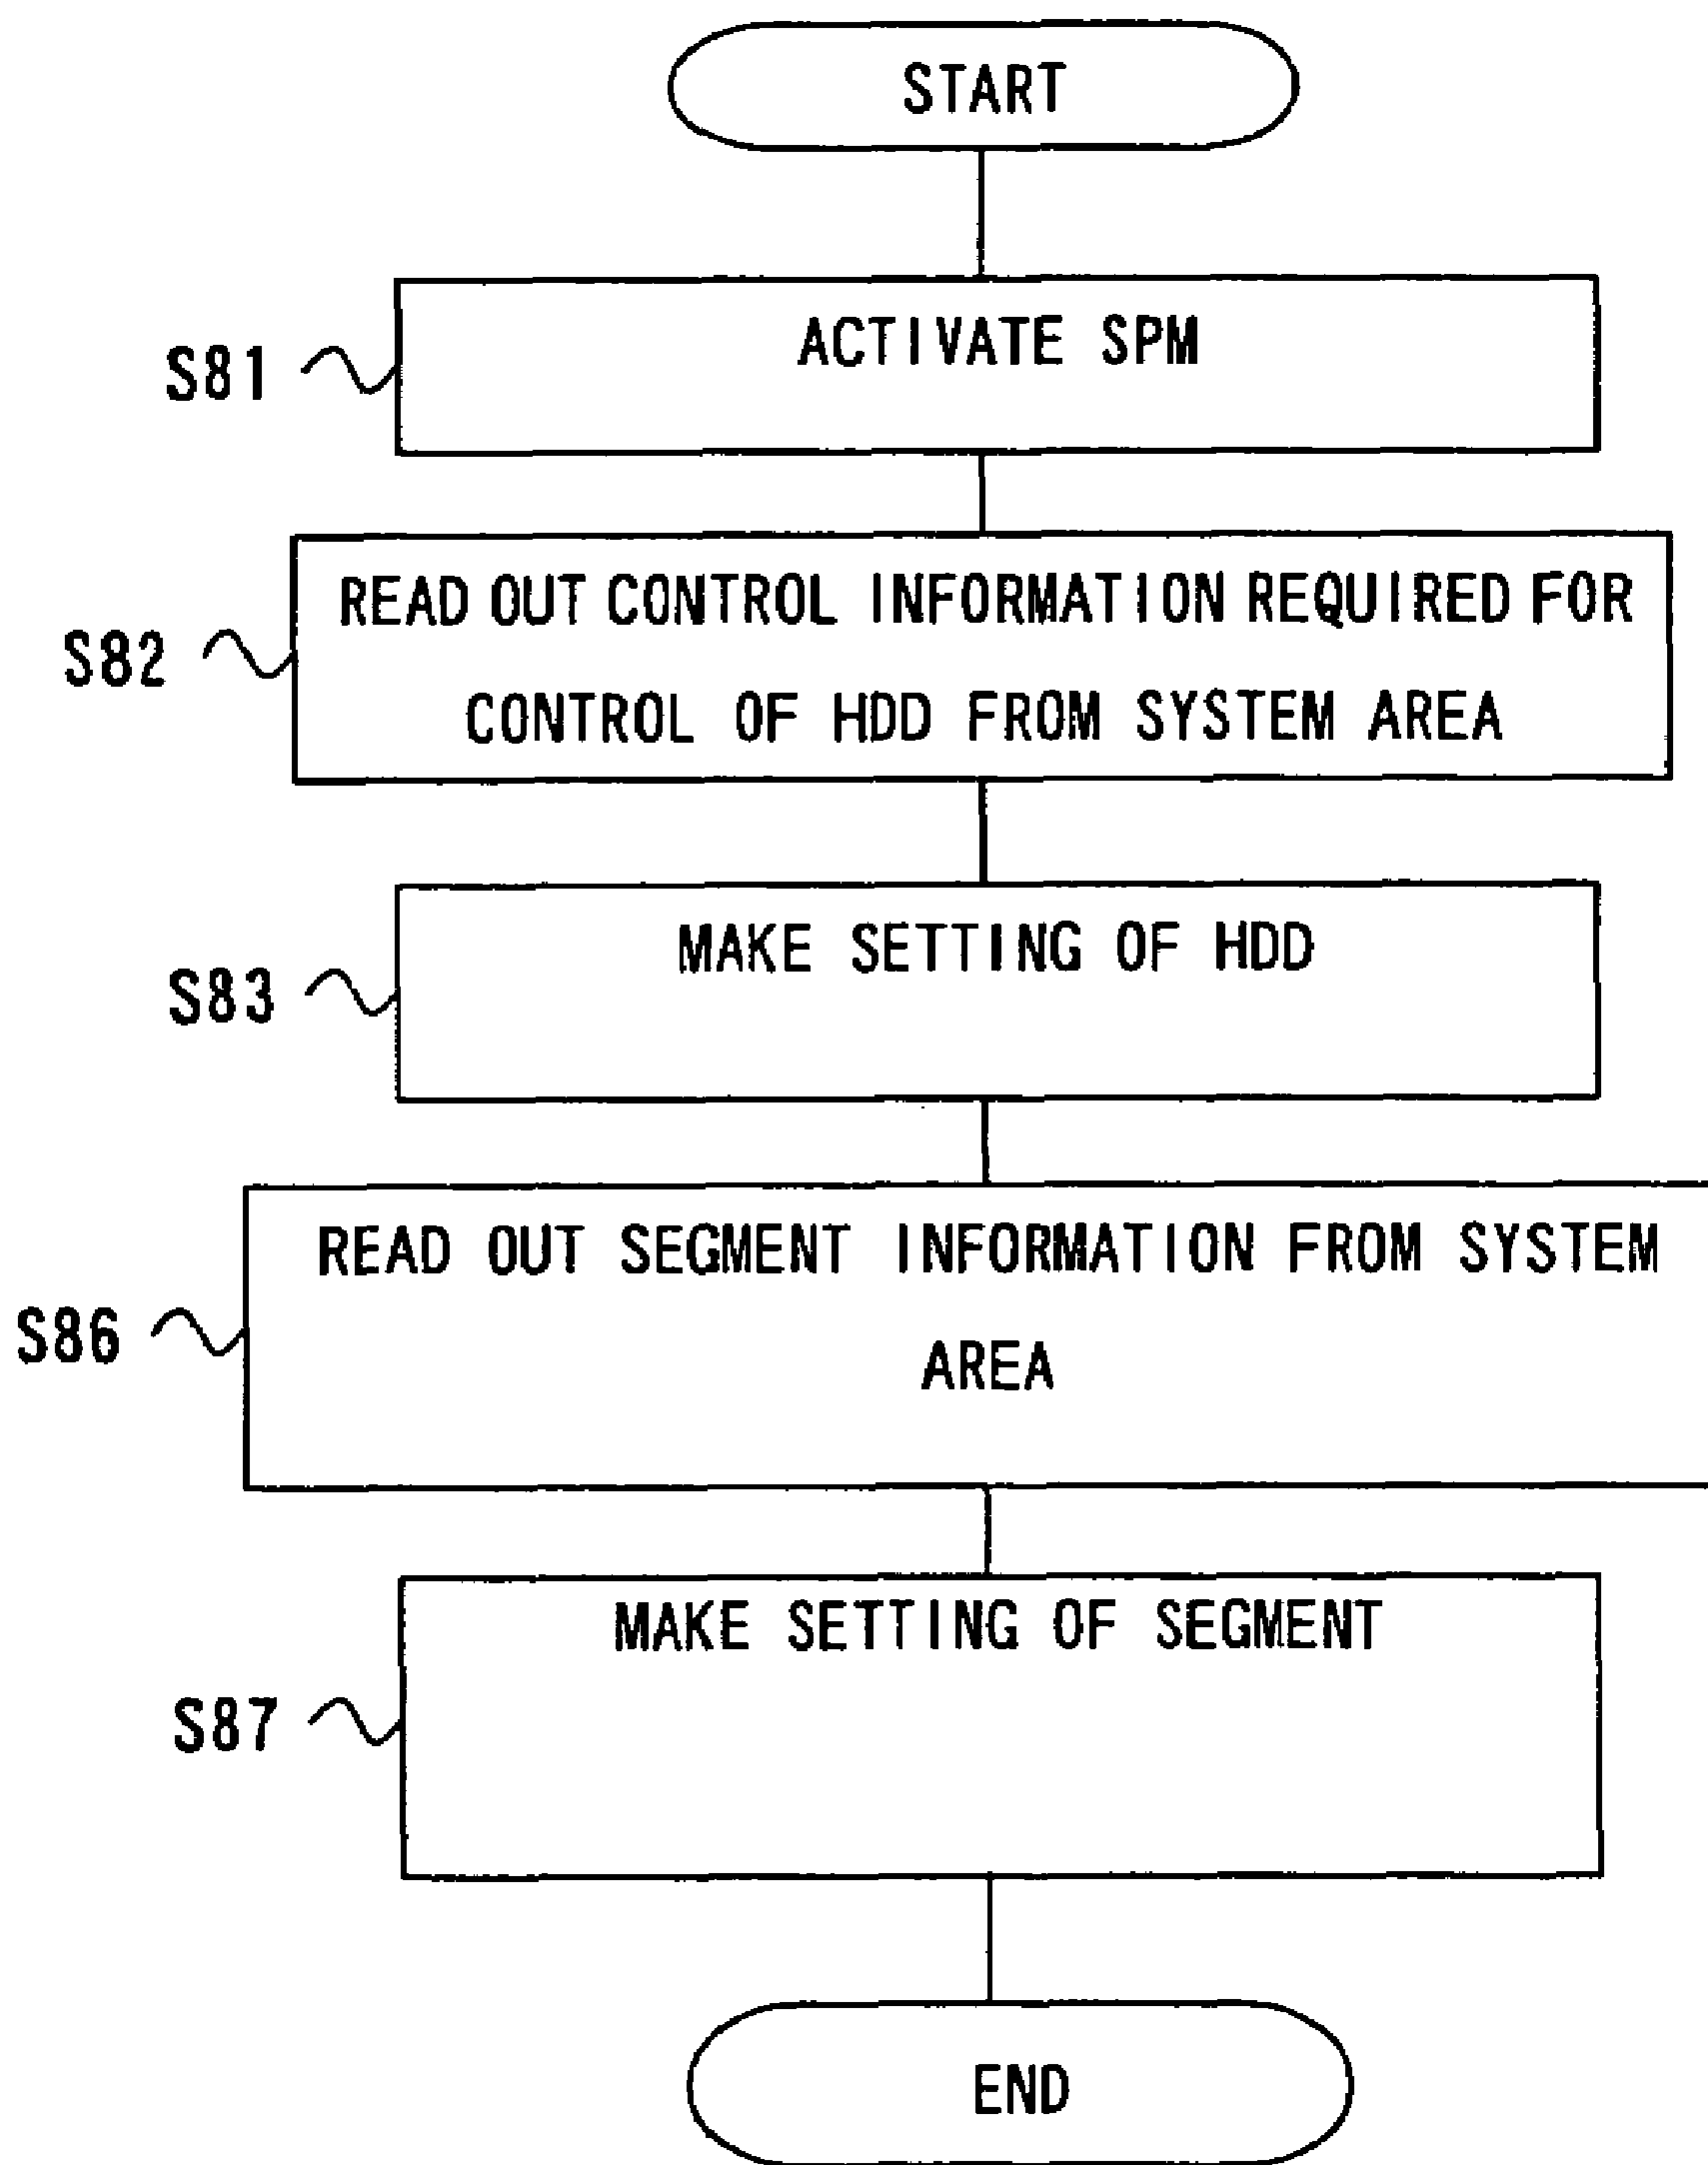 START
S81
ACTIVATE SPM
S82
READ OUT CONTROL INFORMATION REQUIRED FOR
CONTROL OF HDD FROM SYSTEM AREA
S83
MAKE SETTING OF HDD
S86
READ OUT SEGMENT INFORMATION FROM SYSTEM
AREA
S87
MAKE SETTING OF SEGMENT
END